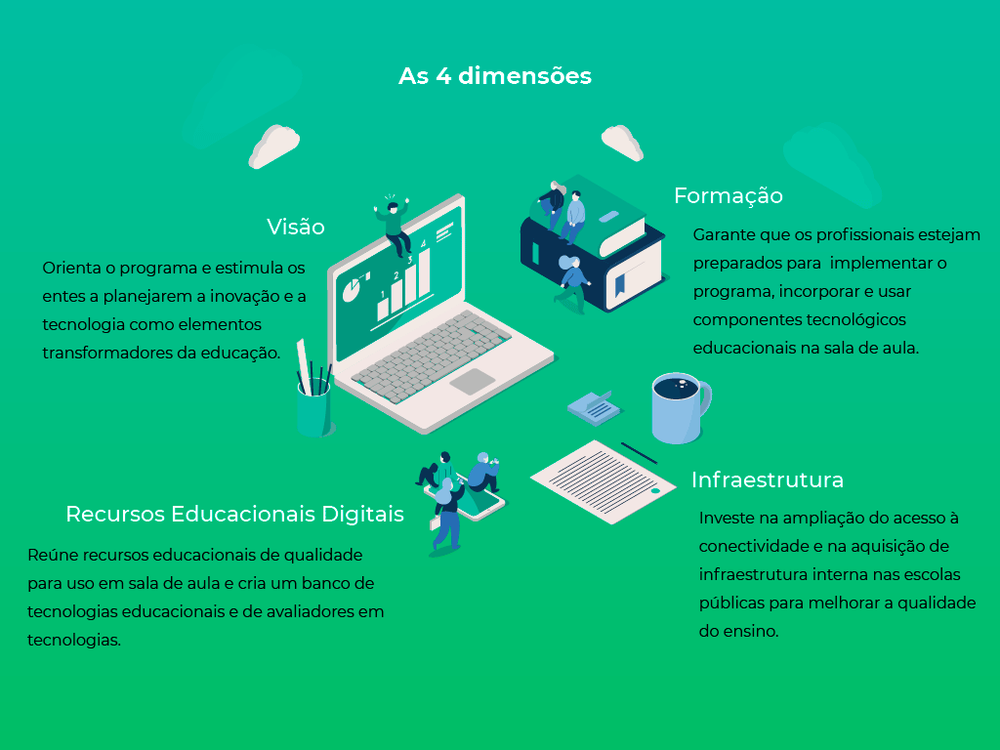 As 4 dimensões
Visão
Orienta o programa e estimula os
entes a planejarem a inovação e a
tecnologia como elementos
transformadores da educação.
1
2
3
4
Formação
Garante que os profissionais estejam
preparados para  implementar o
programa, incorporar e usar
componentes tecnológicos
educacionais na sala de aula.
Recursos Educacionais Digitais
Reúne recursos educacionais de qualidade
para uso em sala de aula e cria um banco de
tecnologias educacionais e de avaliadores em
tecnologias.
Infraestrutura
Investe na ampliação do acesso à
conectividade e na aquisição de
infraestrutura interna nas escolas
públicas para melhorar a qualidade
do ensino.